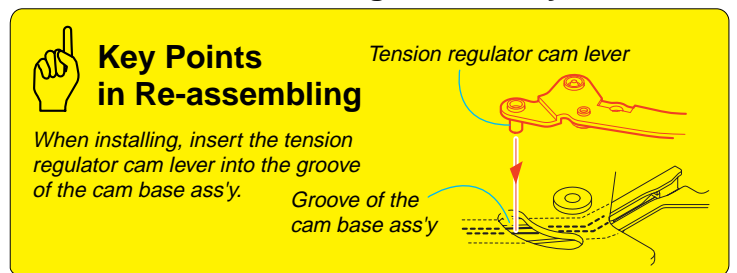 Key Points
in Re-assembling
When installing, insert the tension
regulator cam lever into the groove
of the cam base ass'y.
Tension regulator cam lever
Groove of the
cam base ass'y